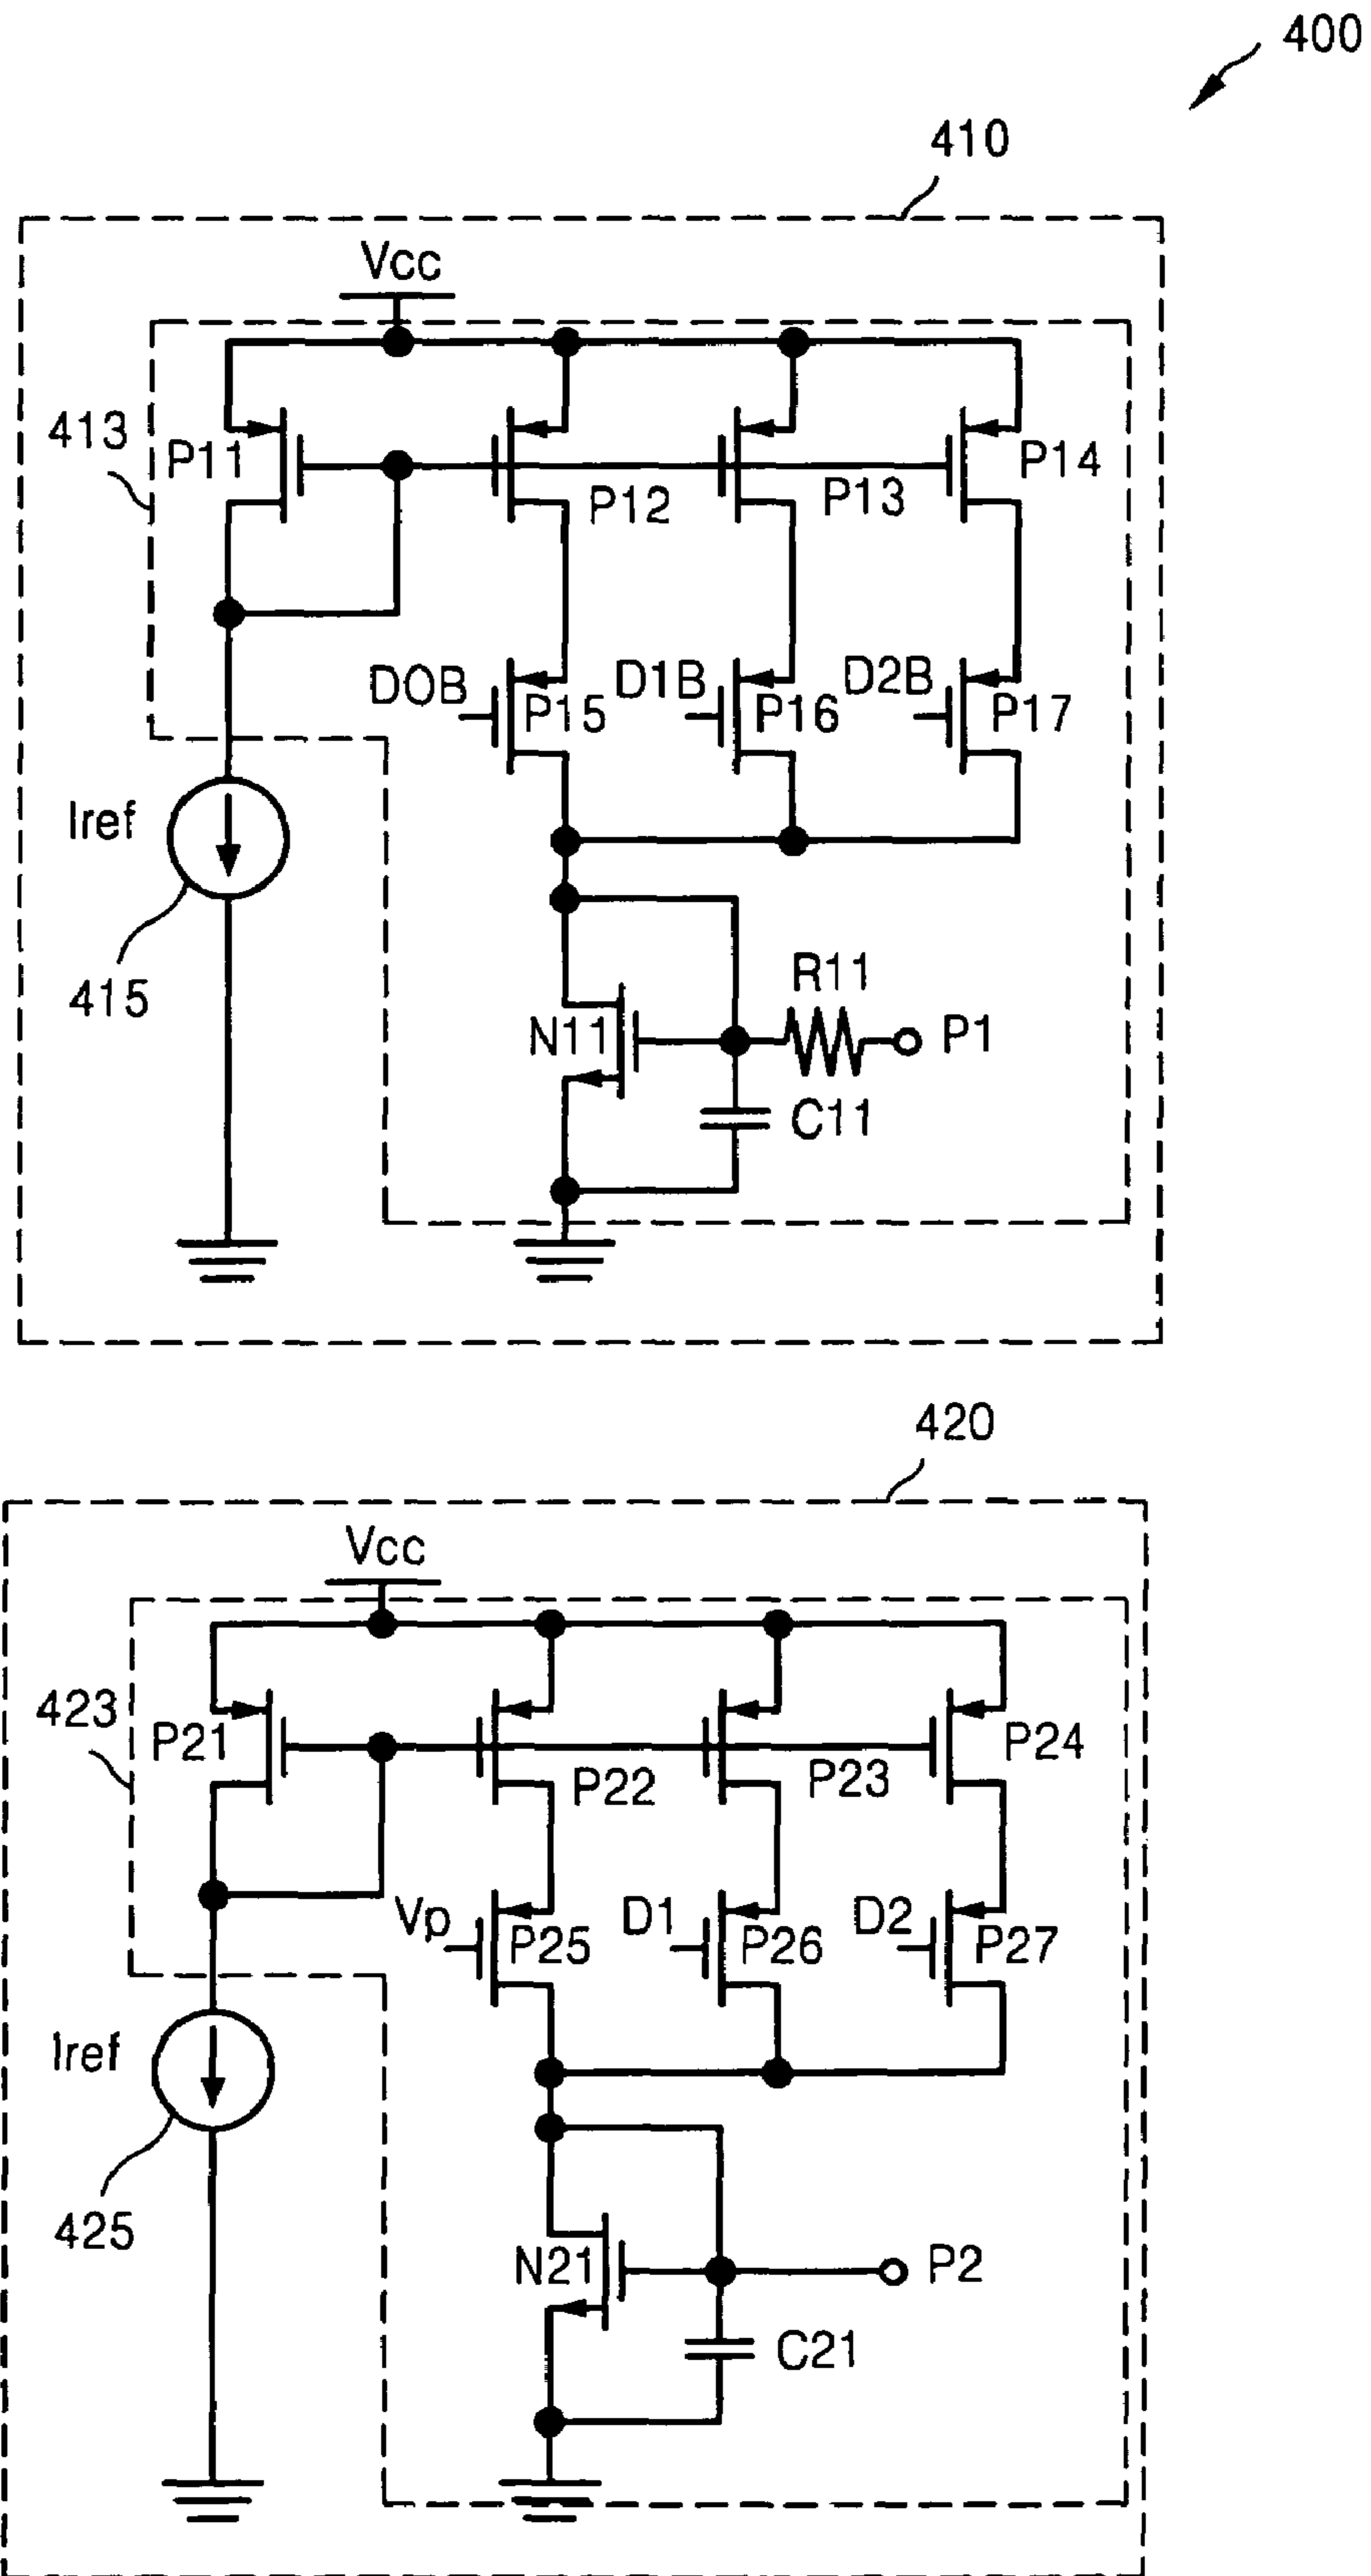 400
410
Vcc
413
P11
P12
P13
P14
DOB
P15
D1B
P16
D2B
P17
Iref
415
R11
N11
P1
C11
420
Vcc
423
P21
P22
P23
P24
Vp
P25
D1
P26
D2
P27
Iref
425
N21
P2
C21